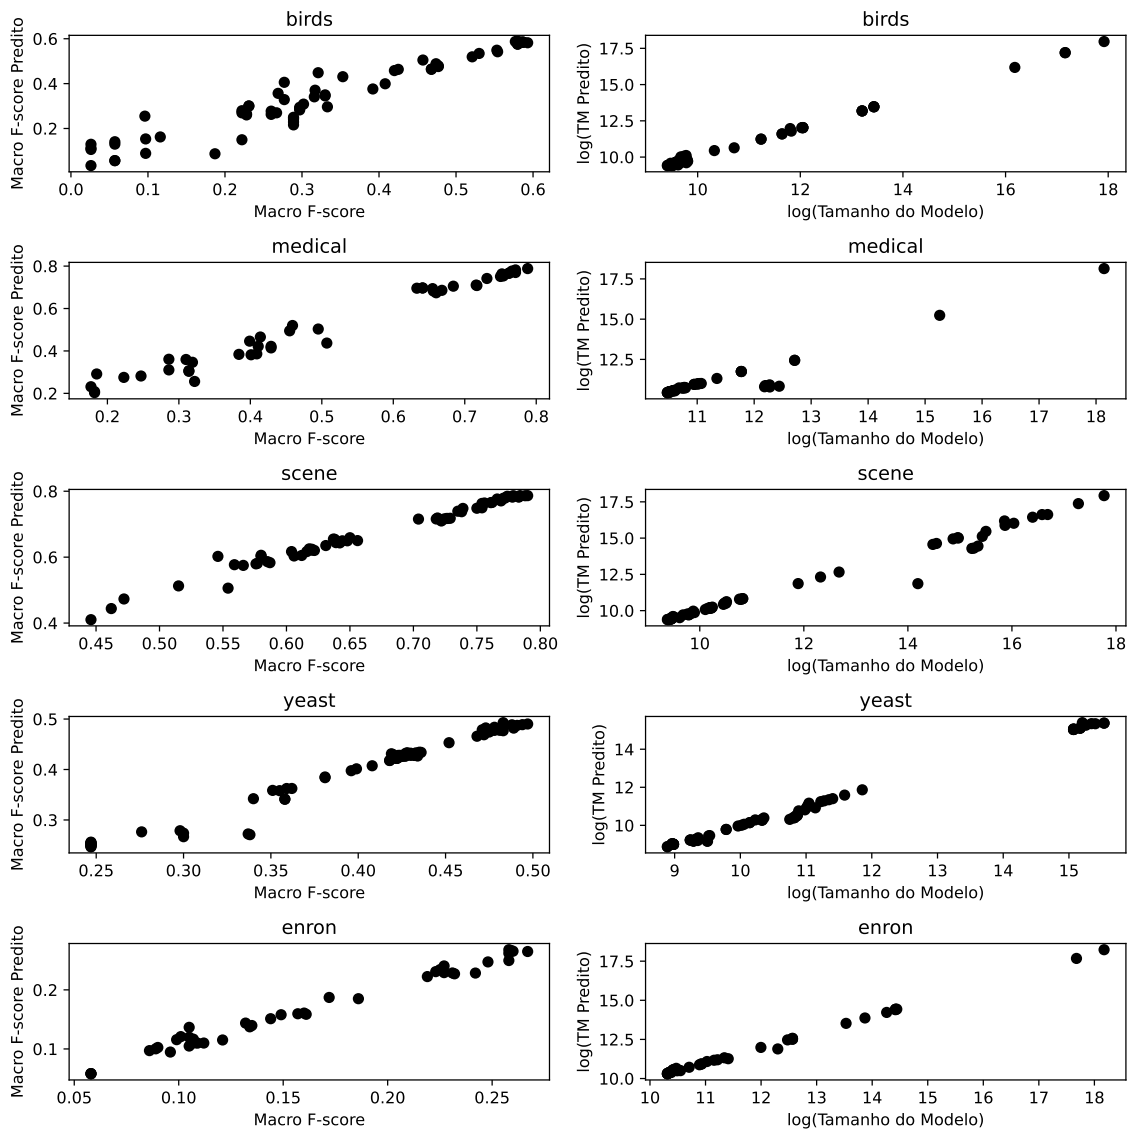 birds
Macro F-score Predito
0.6
0.4
0.2
0.0 0.1 0.2 0.3 0.4 0.5 0.6
Macro F-score
birds
log(TM Predito)
17.5
15.0
12.5
10.0
10 12 14 16 18
log(Tamanho do Modelo)
medical
Macro F-score Predito
0.8
0.6
0.4
0.2
0.2 0.3 0.4 0.5 0.6 0.7 0.8
Macro F-score
medical
log(TM Predito)
17.5
15.0
12.5
11 12 13 14 15 16 17 18
log(Tamanho do Modelo)
scene
Macro F-score Predito
0.8
0.6
0.4
0.45 0.50 0.55 0.60 0.65 0.70 0.75 0.80
Macro F-score
scene
log(TM Predito)
17.5
15.0
12.5
10.0
10 12 14 16 18
log(Tamanho do Modelo)
yeast
Macro F-score Predito
0.5
0.4
0.3
0.25 0.30 0.35 0.40 0.45 0.50
Macro F-score
yeast
log(TM Predito)
14
12
10
9 10 11 12 13 14 15
log(Tamanho do Modelo)
enron
Macro F-score Predito
0.2
0.1
0.05 0.10 0.15 0.20 0.25
Macro F-score
enron
log(TM Predito)
17.5
15.0
12.5
10.0
10 11 12 13 14 15 16 17 18
log(Tamanho do Modelo)